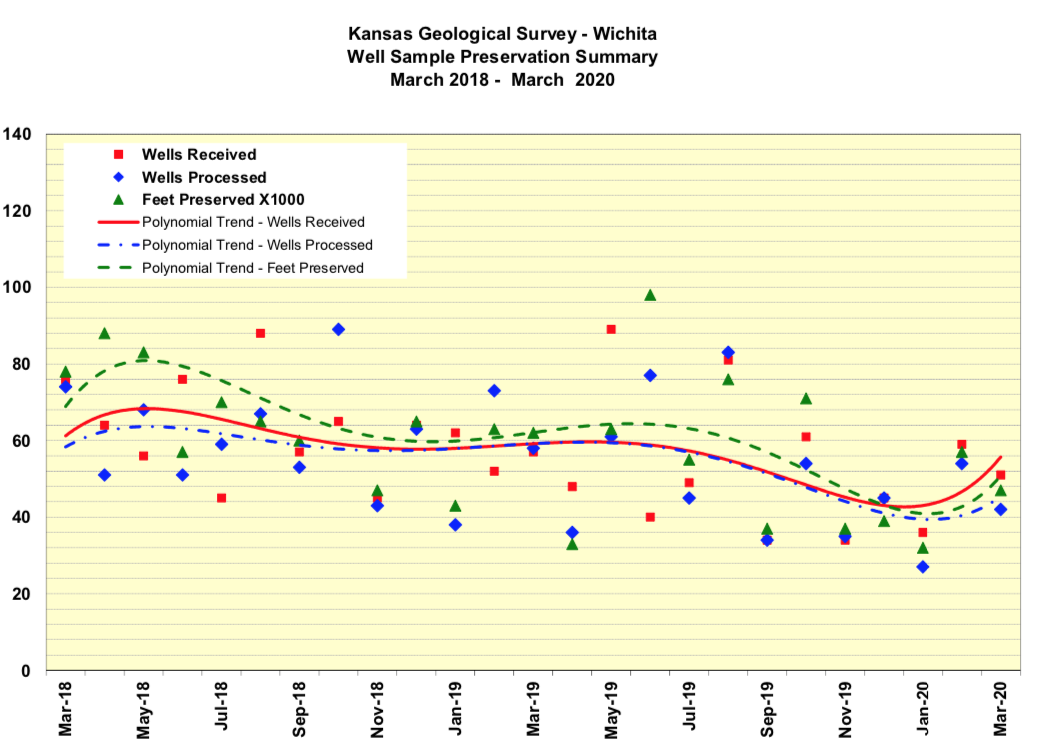 Kansas Geological Survey - Wichita
Well Sample Preservation Summary
March 2018 - March 2020
140
120
100
80
60
40
20
0
Wells Received
Wells Processed
Feet Preserved X1000
Polynomial Trend - Wells Received
Polynomial Trend - Wells Processed
Polynomial Trend - Feet Preserved
Mar-18
May-18
Jul-18
Sep-18
Nov-18
Jan-19
Mar-19
May-19
Jul-19
Sep-19
Nov-19
Jan-20
Mar-20